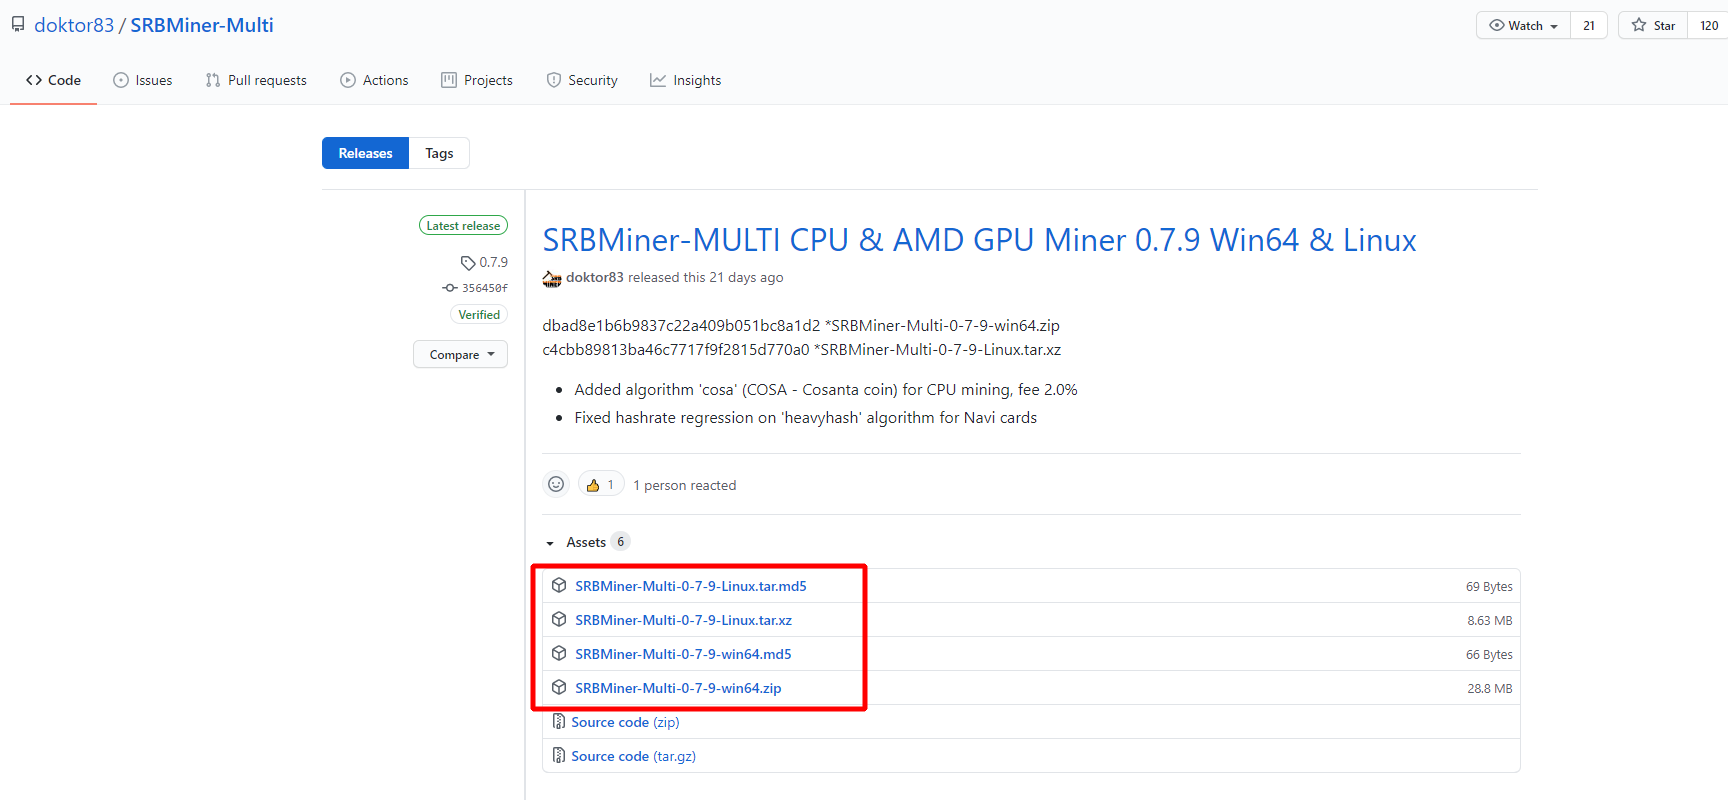 doktor83 / SRBMiner-Multi
Watch 21 Star 120
Code Issues Pull requests Actions Projects Security Insights
Releases Tags
Latest release
0.7.9
356450f
Verified
Compare
SRBMiner-MULTI CPU & AMD GPU Miner 0.7.9 Win64 & Linux
doktor83 released this 21 days ago
dbad8e1b6b9837c22a409b051bc8a1d2 *SRBMiner-Multi-0-7-9-win64.zip
c4cbb89813ba46c7717f9f2815d770a0 *SRBMiner-Multi-0-7-9-Linux.tar.xz
Added algorithm 'cosa' (COSA - Cosanta coin) for CPU mining, fee 2.0%
Fixed hashrate regression on 'heavyhash' algorithm for Navi cards
1 1 person reacted
Assets 6
SRBMiner-Multi-0-7-9-Linux.tar.md5 69 Bytes
SRBMiner-Multi-0-7-9-Linux.tar.xz 8.63 MB
SRBMiner-Multi-0-7-9-win64.md5 66 Bytes
SRBMiner-Multi-0-7-9-win64.zip 28.8 MB
Source code (zip)
Source code (tar.gz)